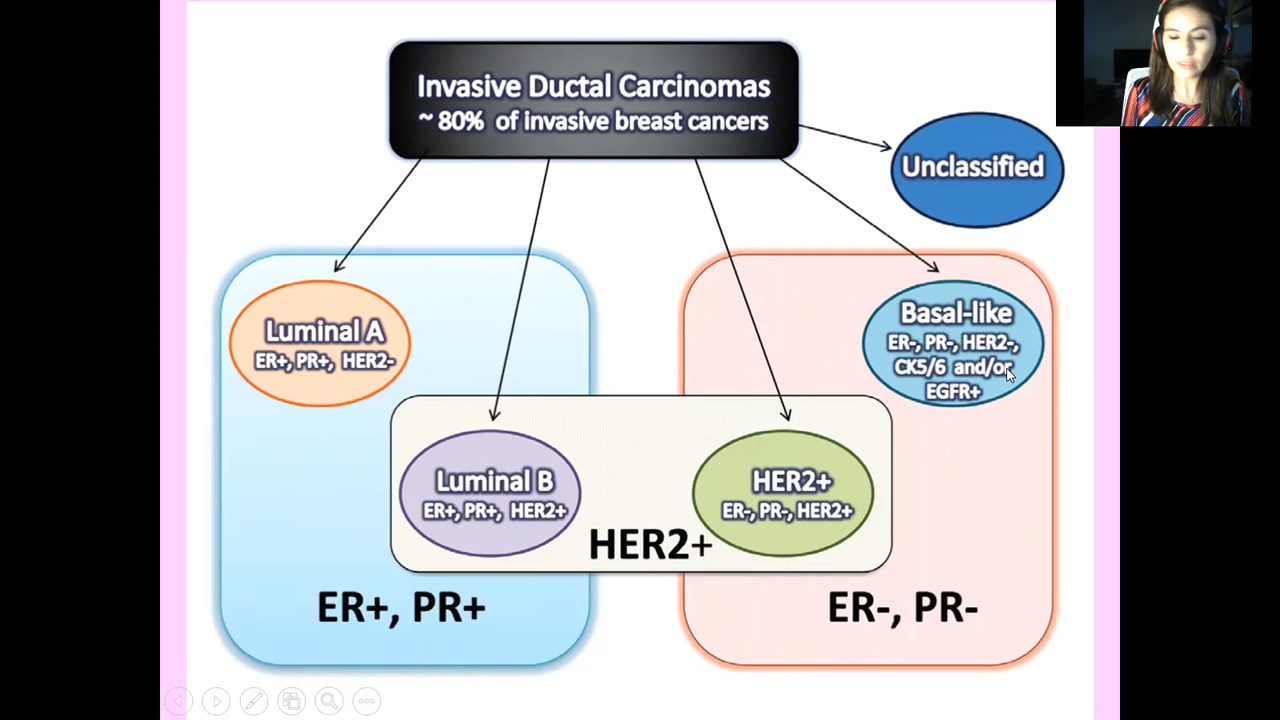 Invasive Ductal Carcinomas
~ 80% of invasive breast cancers
Unclassified
Luminal A
ER+, PR+, HER2-
Basal-like
ER-, PR-, HER2-,
CK5/6 and/or
EGFR+
Luminal B
ER+, PR+, HER2+
HER2+
ER-, PR-, HER2+
HER2+
ER+, PR+
ER-, PR-